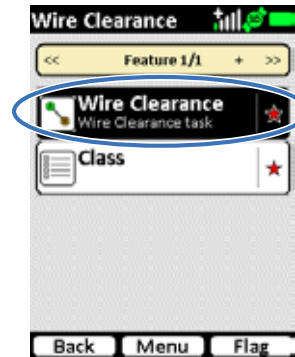 Wire Clearance
<< Feature 1/1 + >>
Wire Clearance
Wire Clearance task
Class
Back Menu Flag